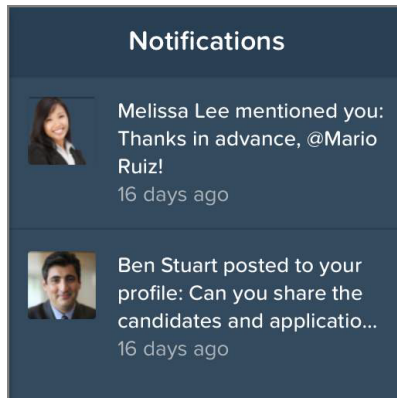 Notifications
Melissa Lee mentioned you:
Thanks in advance, @Mario
Ruiz!
16 days ago
Ben Stuart posted to your
profile: Can you share the
candidates and applicatio...
16 days ago